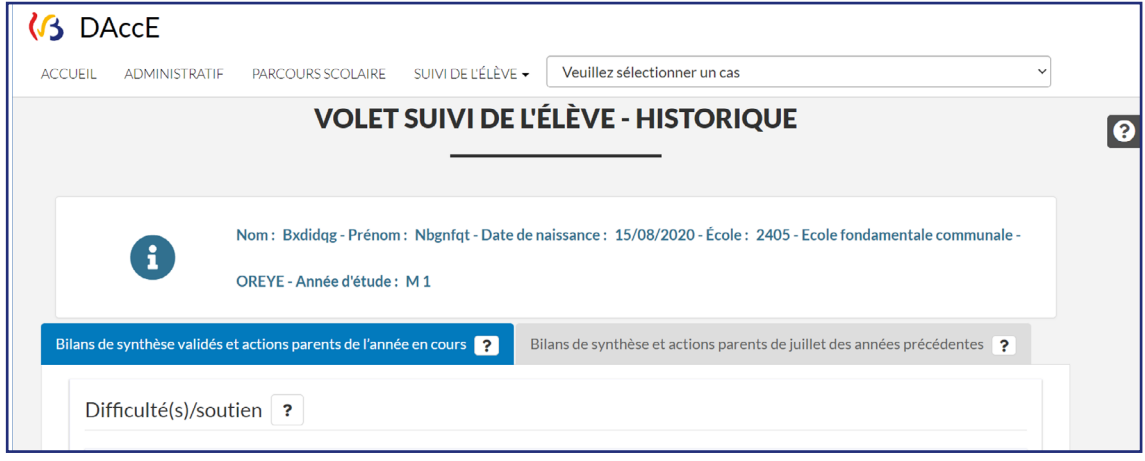 DAccE
ACCUEIL ADMINISTRATIF PARCOURS SCOLAIRE SUIVI DE L'ÉLÈVE Veuillez sélectionner un cas
VOLET SUIVI DE L'ÉLÈVE - HISTORIQUE
?
i
Nom : Bxdidqg - Prénom : Nbgnfqt - Date de naissance : 15/08/2020 - École : 2405 - Ecole fondamentale communale -
OREYE - Année d'étude : M 1
Bilans de synthèse validés et actions parents de l'année en cours ? Bilans de synthèse et actions parents de juillet des années précédentes ?
Difficulté(s)/soutien ?